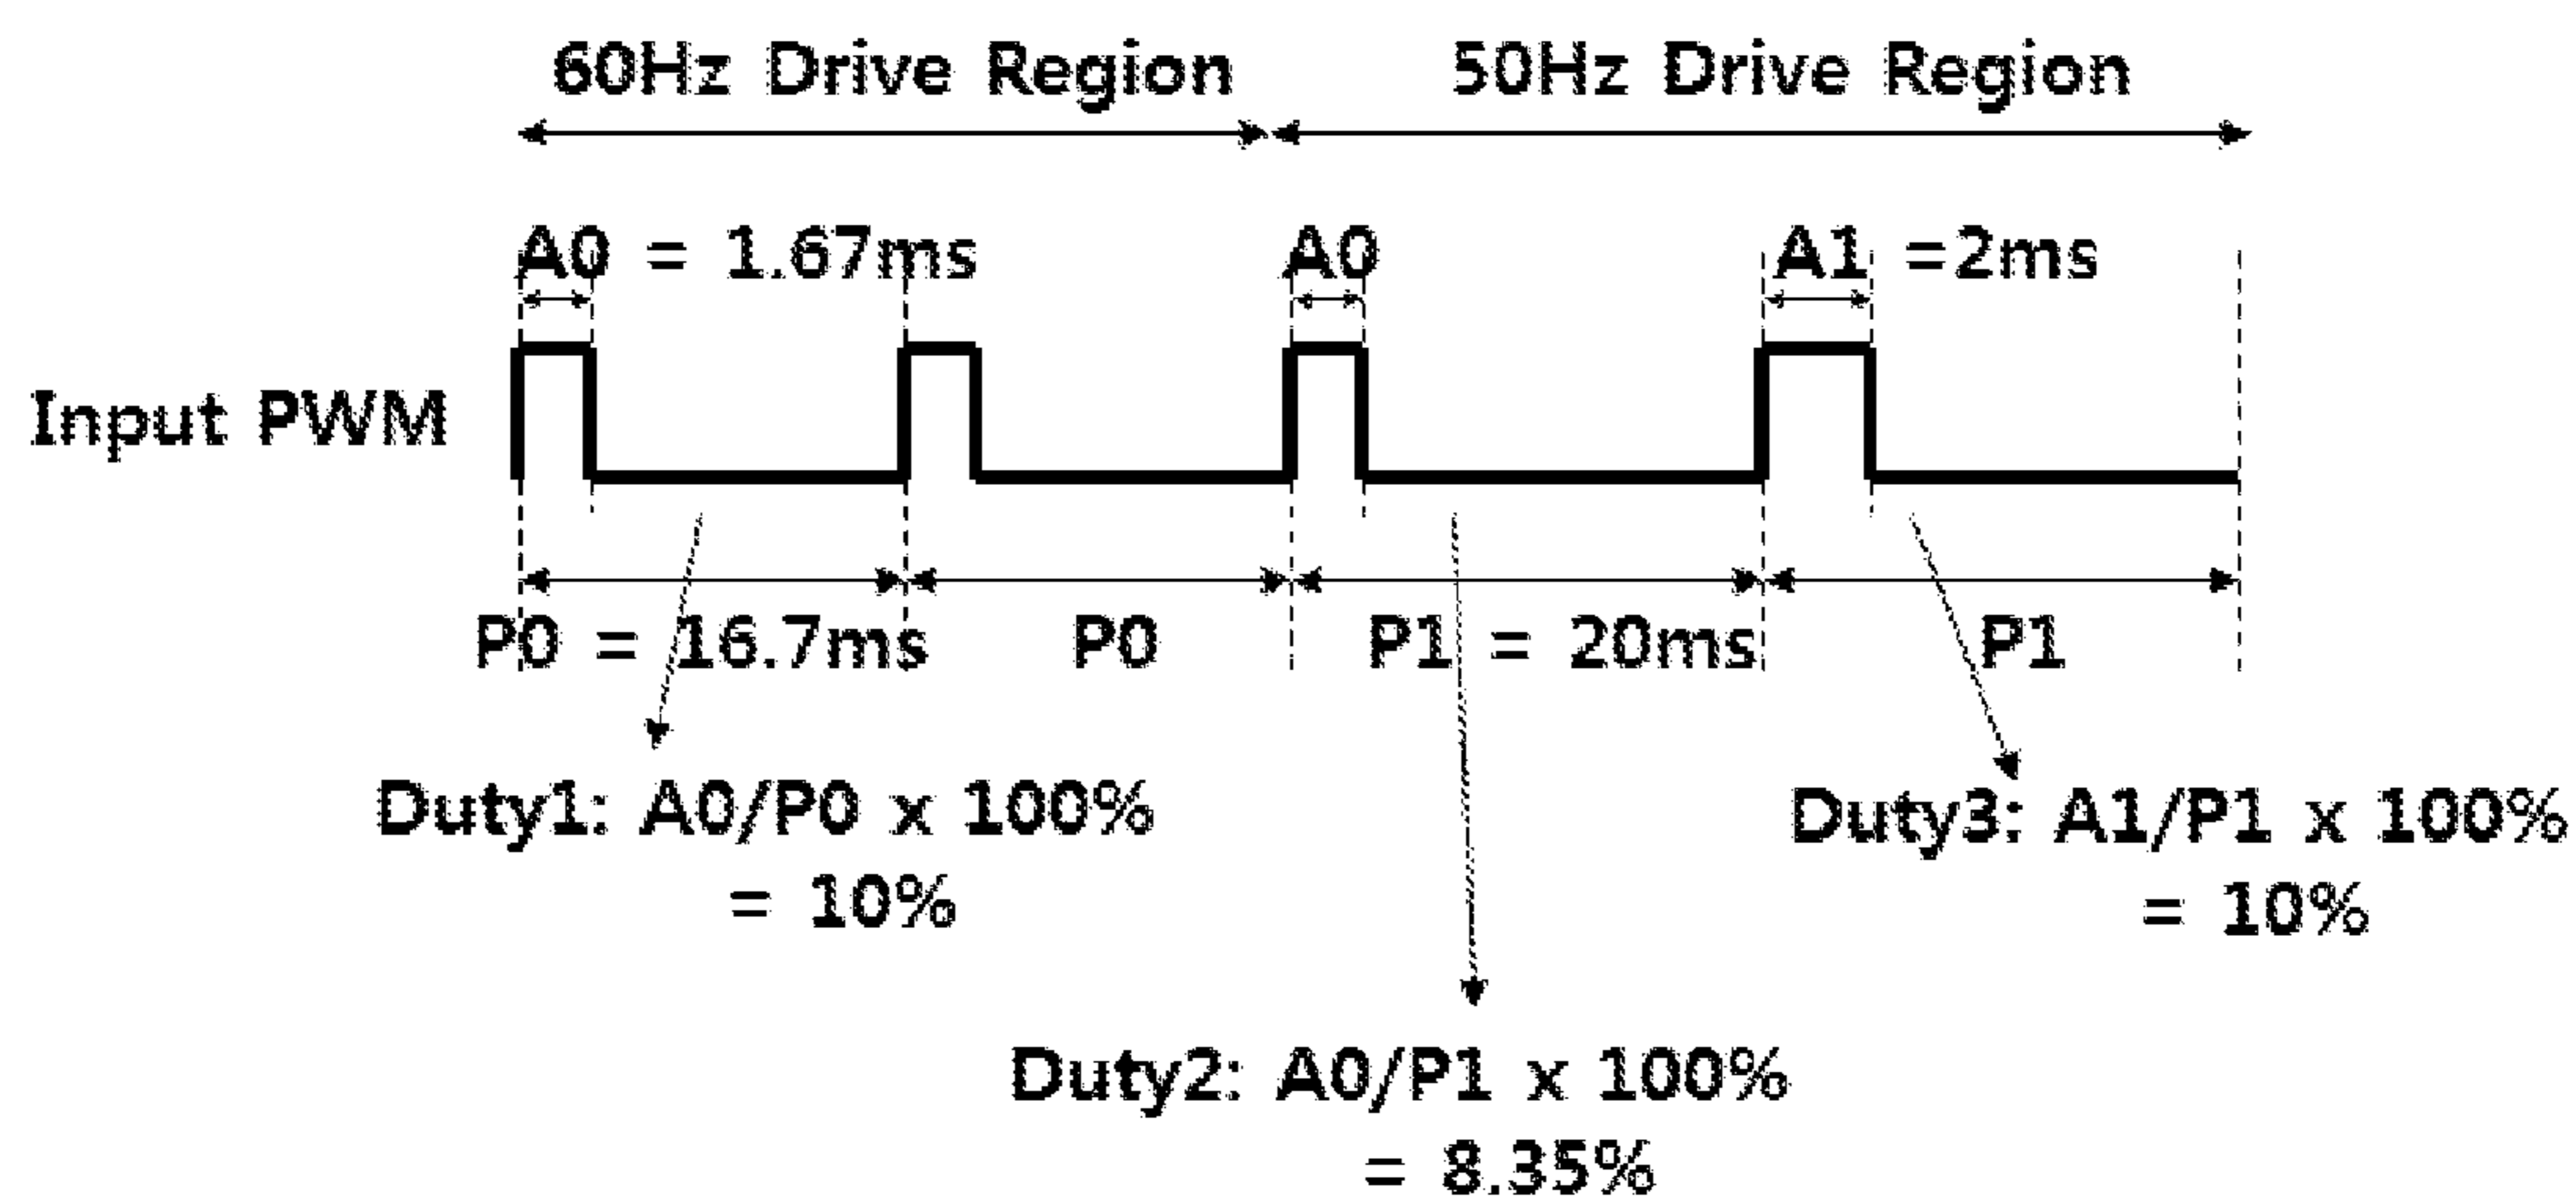 60Hz Drive Region
50Hz Drive Region
A0 = 1.67ms
A0
A1 =2ms
Input PWM
P0 = 16.7ms
P0
P1 = 20ms
P1
Duty1: A0/P0 x 100%
= 10%
Duty3: A1/P1 x 100%
= 10%
Duty2: A0/P1 x 100%
= 8.35%